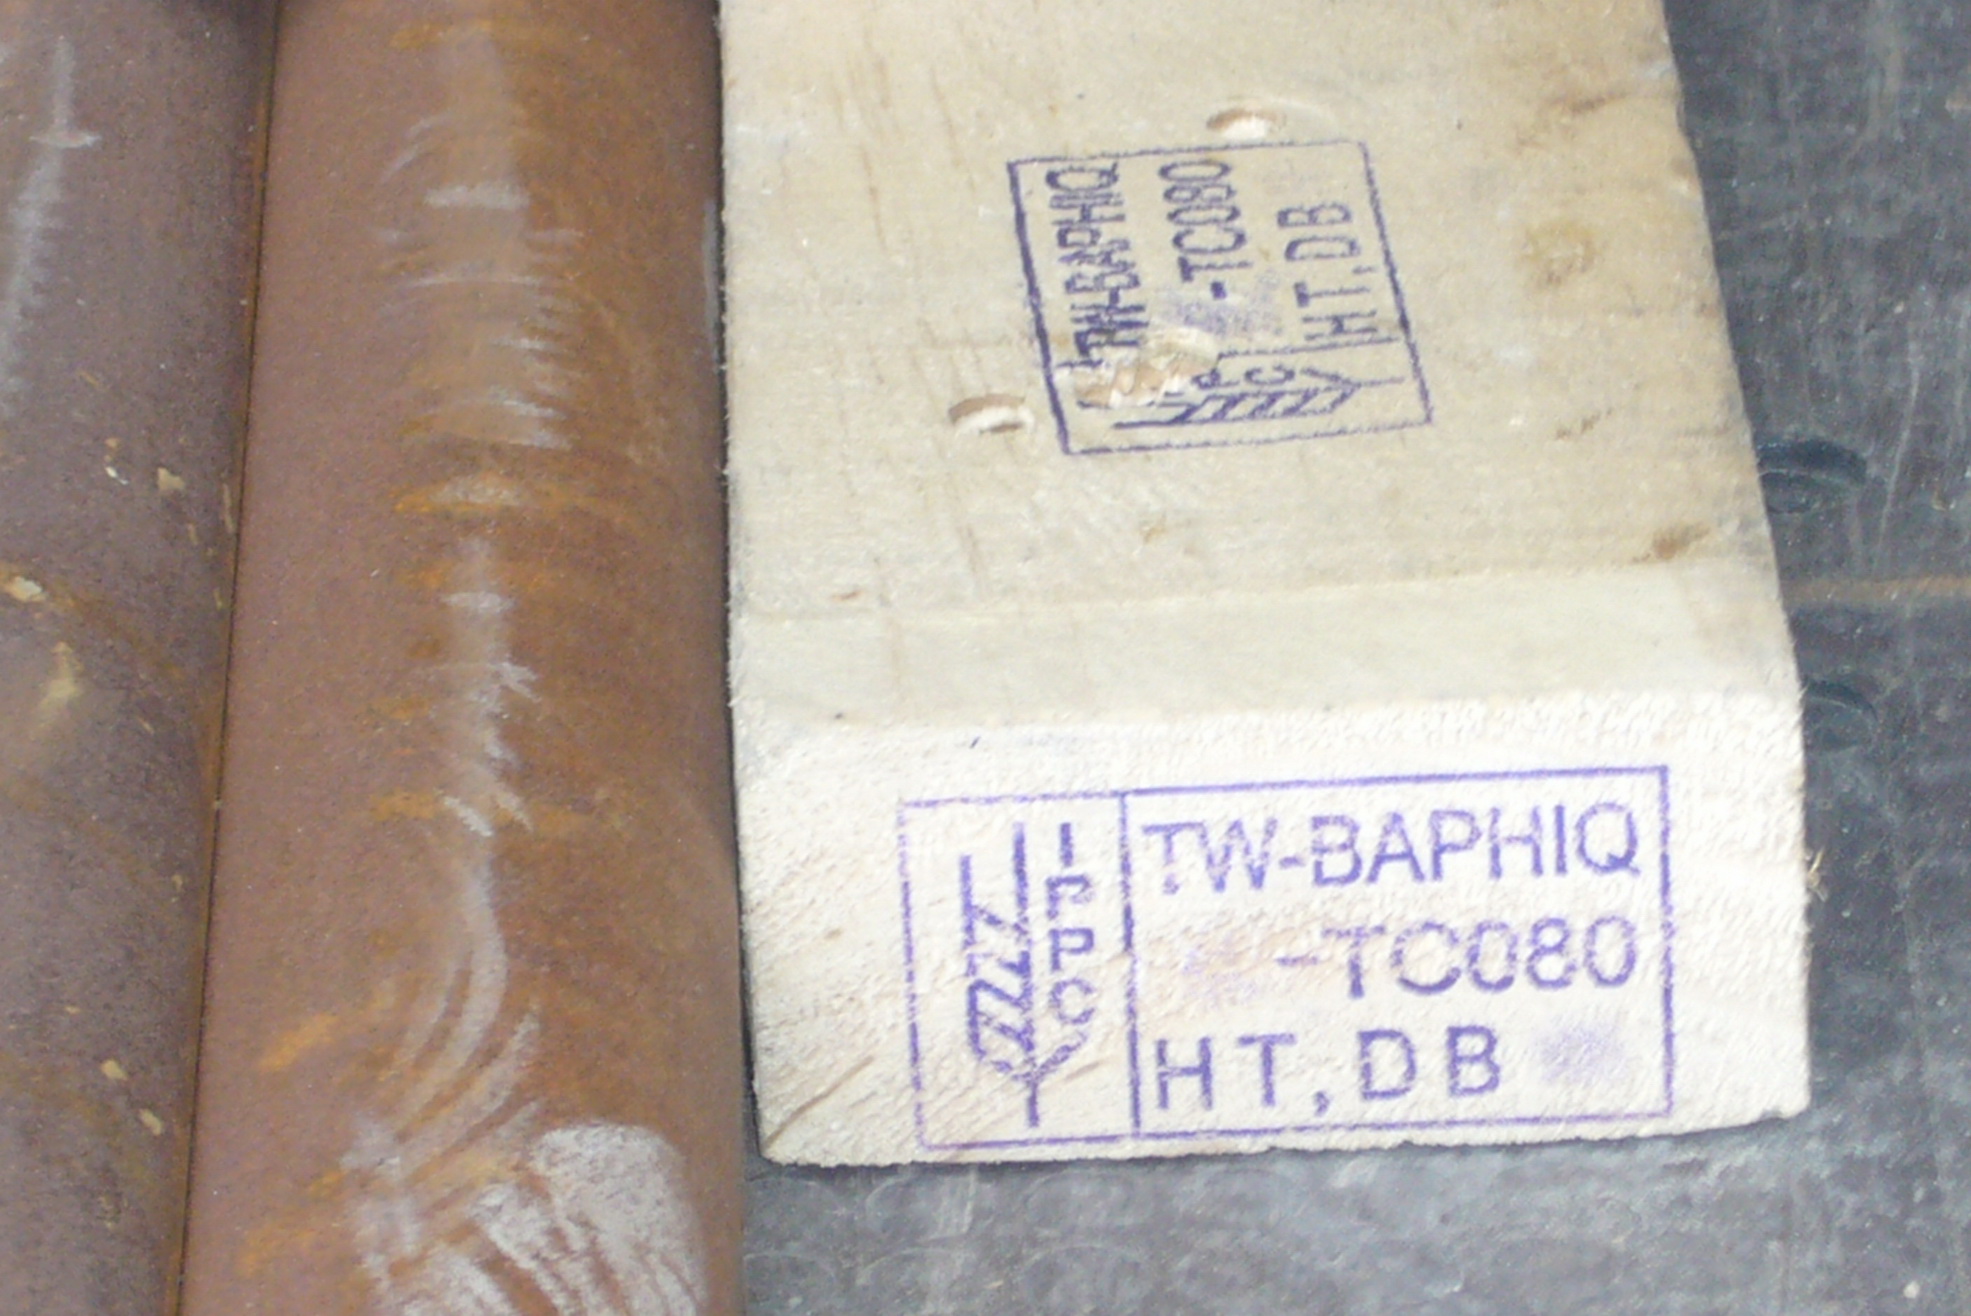 TW-BAPHIQ
-TC080
HT,DB
IPPC
TW-BAPHIQ
-TC080
HT,DB